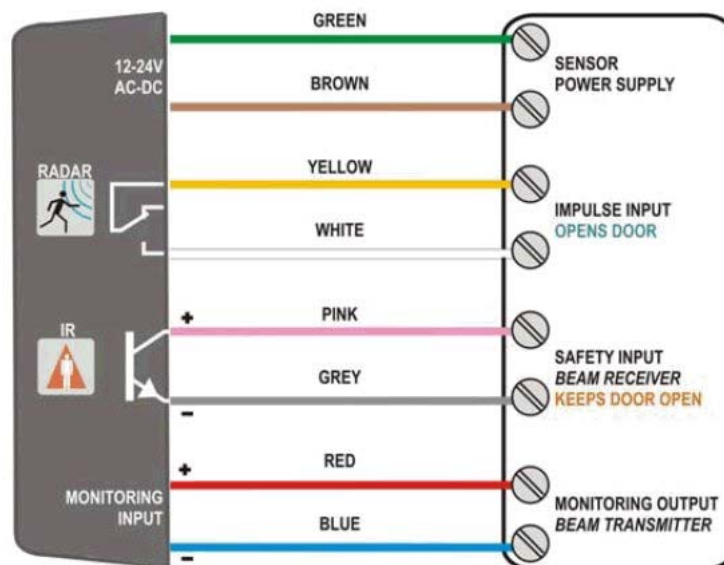 GREEN
12-24V
AC-DC
SENSOR
POWER SUPPLY
BROWN
RADAR
YELLOW
IMPULSE INPUT
OPENS DOOR
WHITE
IR
+
PINK
SAFETY INPUT
BEAM RECEIVER
KEEPS DOOR OPEN
GREY
-
+
RED
MONITORING
INPUT
MONITORING OUTPUT
BEAM TRANSMITTER
BLUE
-